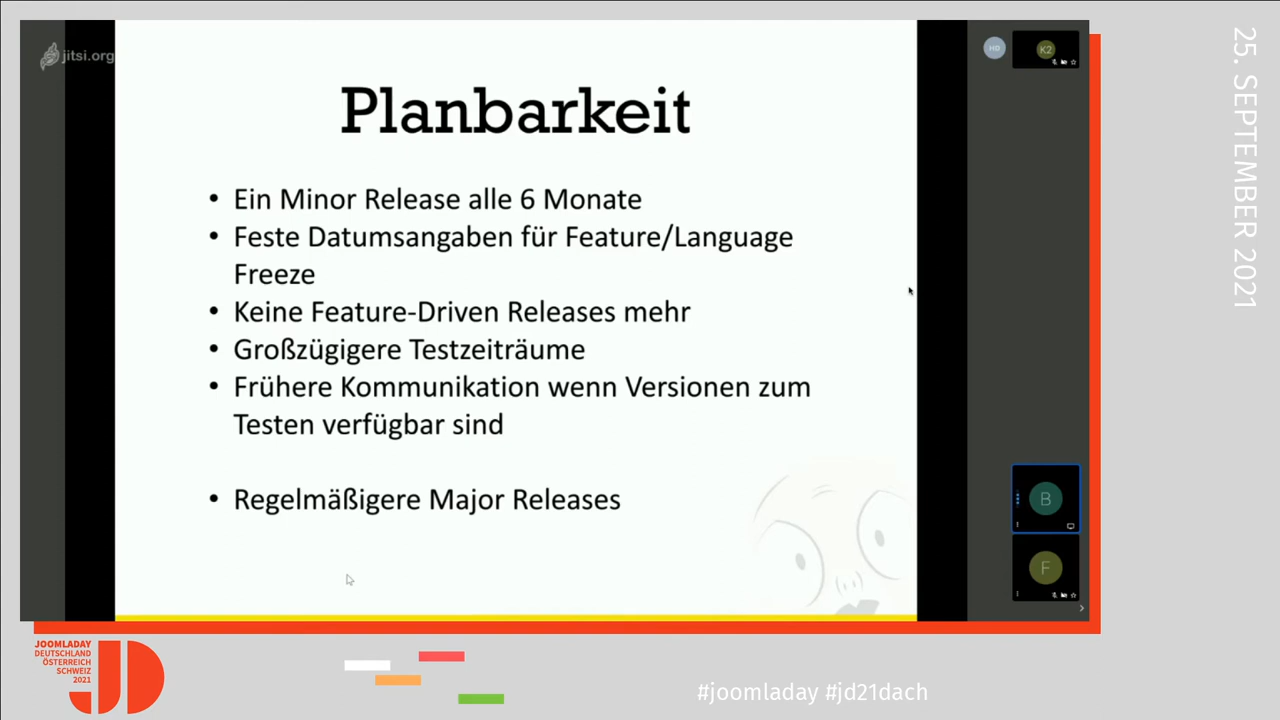 jitsi.org
Planbarkeit
• Ein Minor Release alle 6 Monate
• Feste Datumsangaben für Feature/Language
Freeze
• Keine Feature-Driven Releases mehr
• Großzügigere Testzeiträume
• Frühere Kommunikation wenn Versionen zum
Testen verfügbar sind
• Regelmäßigere Major Releases
HB
K2
B
F
25. SEPTEMBER 2021
JOOMLADAY
DEUTSCHLAND
ÖSTERREICH
SCHWEIZ
2021
JD
#joomladay #jd21dach